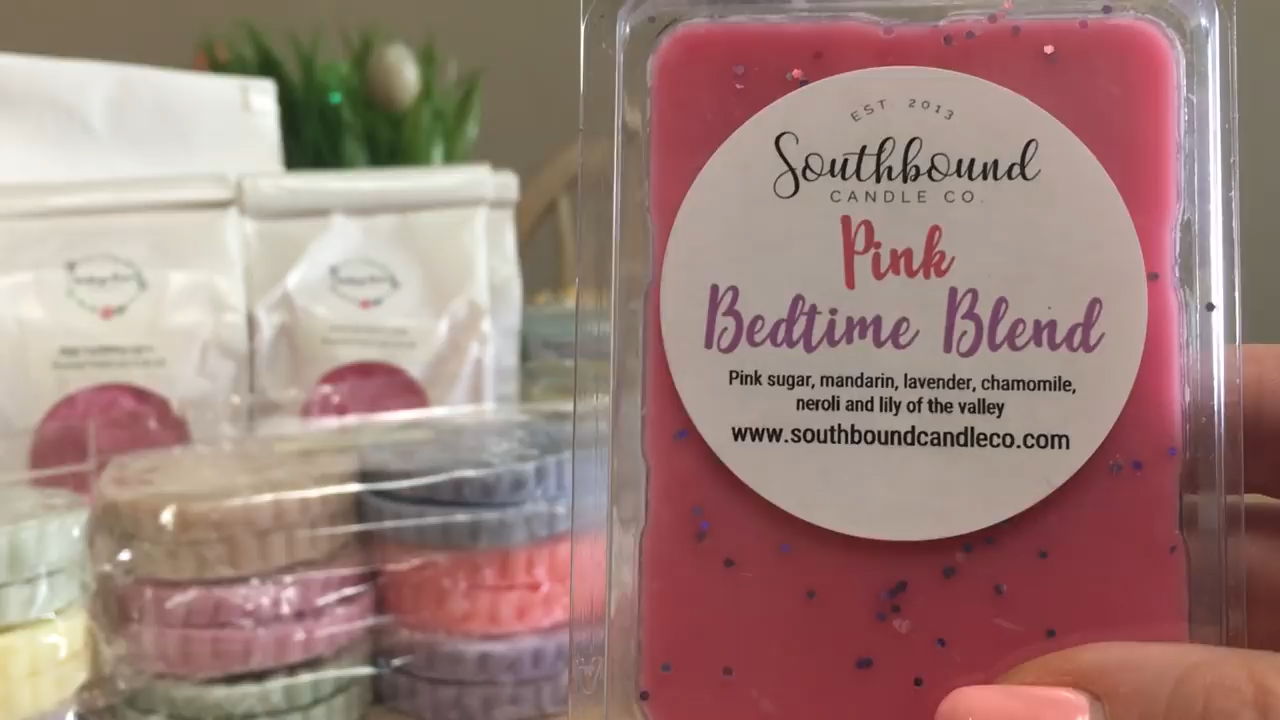 EST 2013
Southbound
CANDLE CO.
Pink
Bedtime Blend
Pink sugar, mandarin, lavender, chamomile,
neroli and lily of the valley
www.southboundcandleco.com